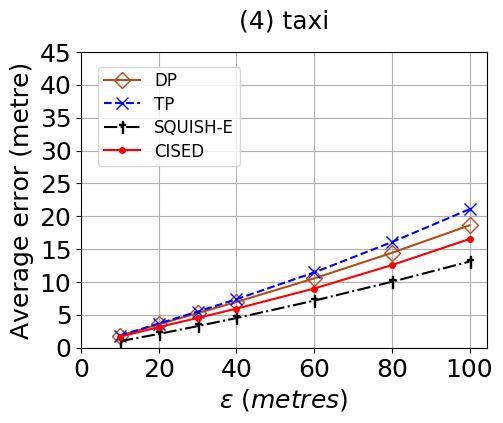 (4) taxi
Average error (metre)
45
40
35
30
25
20
15
10
5
0
DP
TP
SQUISH-E
CISED
0 20 40 60 80 100
ε (metres)